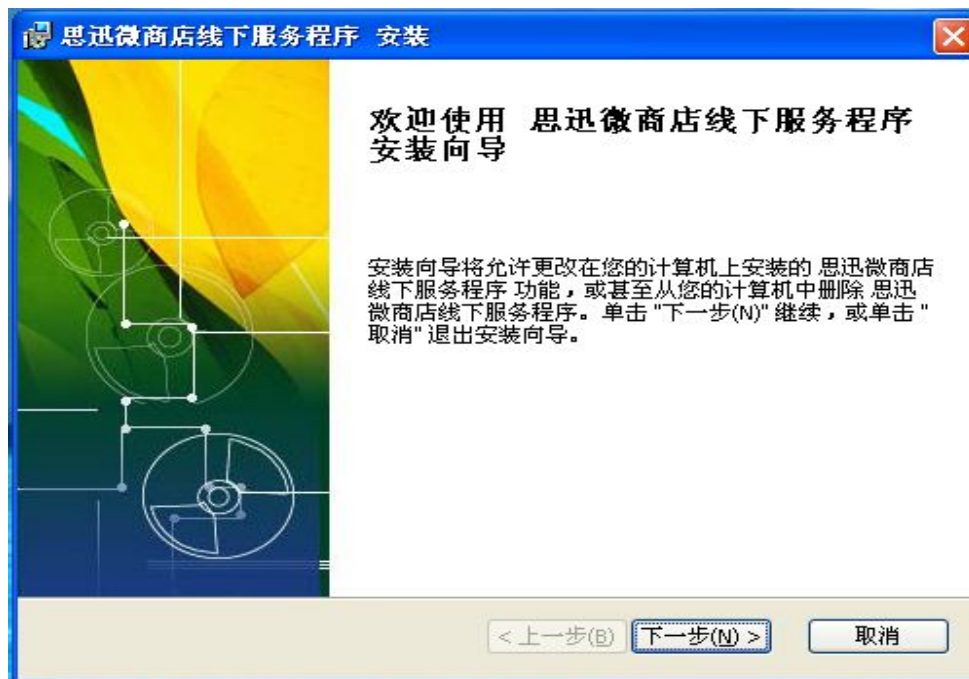 思迅微商店线下服务程序 安装
欢迎使用 思迅微商店线下服务程序
安装向导
安装向导将允许更改在您的计算机上安装的 思迅微商店
线下服务程序 功能，或甚至从您的计算机中删除 思迅
微商店线下服务程序。单击 "下一步(N)" 继续，或单击 "
取消" 退出安装向导。
< 上一步(B) 下一步(N) > 取消